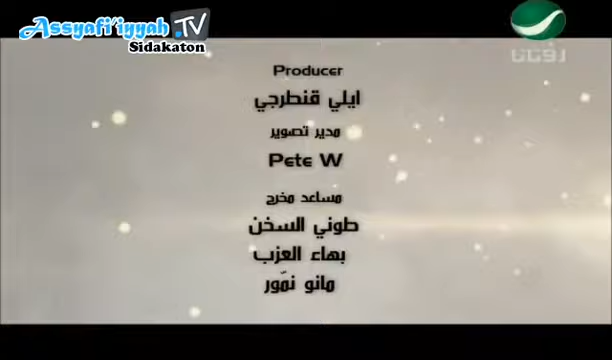 Assyafi'iyyah.TV
Sidakaton
روتانا
Producer
ايلي قنطرجي
مدير تصوير
Pete W
مساعد مخرج
طوني السخن
بهاء العزب
مانو نمّور